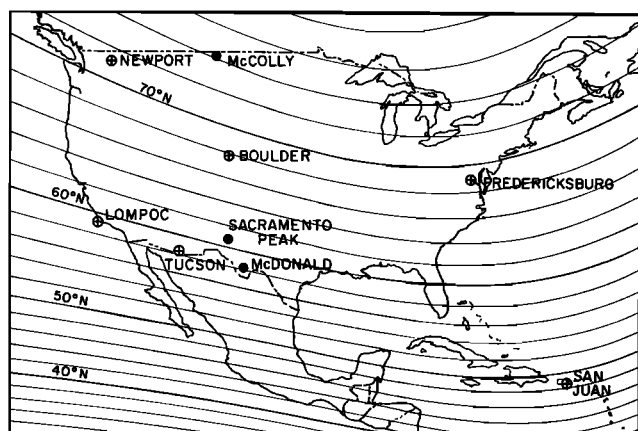 NEWPORT
McCOLLY
70°N
BOULDER
FREDERICKSBURG
60°N
LOMPOC
SACRAMENTO
PEAK
TUCSON
McDONALD
50°N
40°N
SAN
JUAN